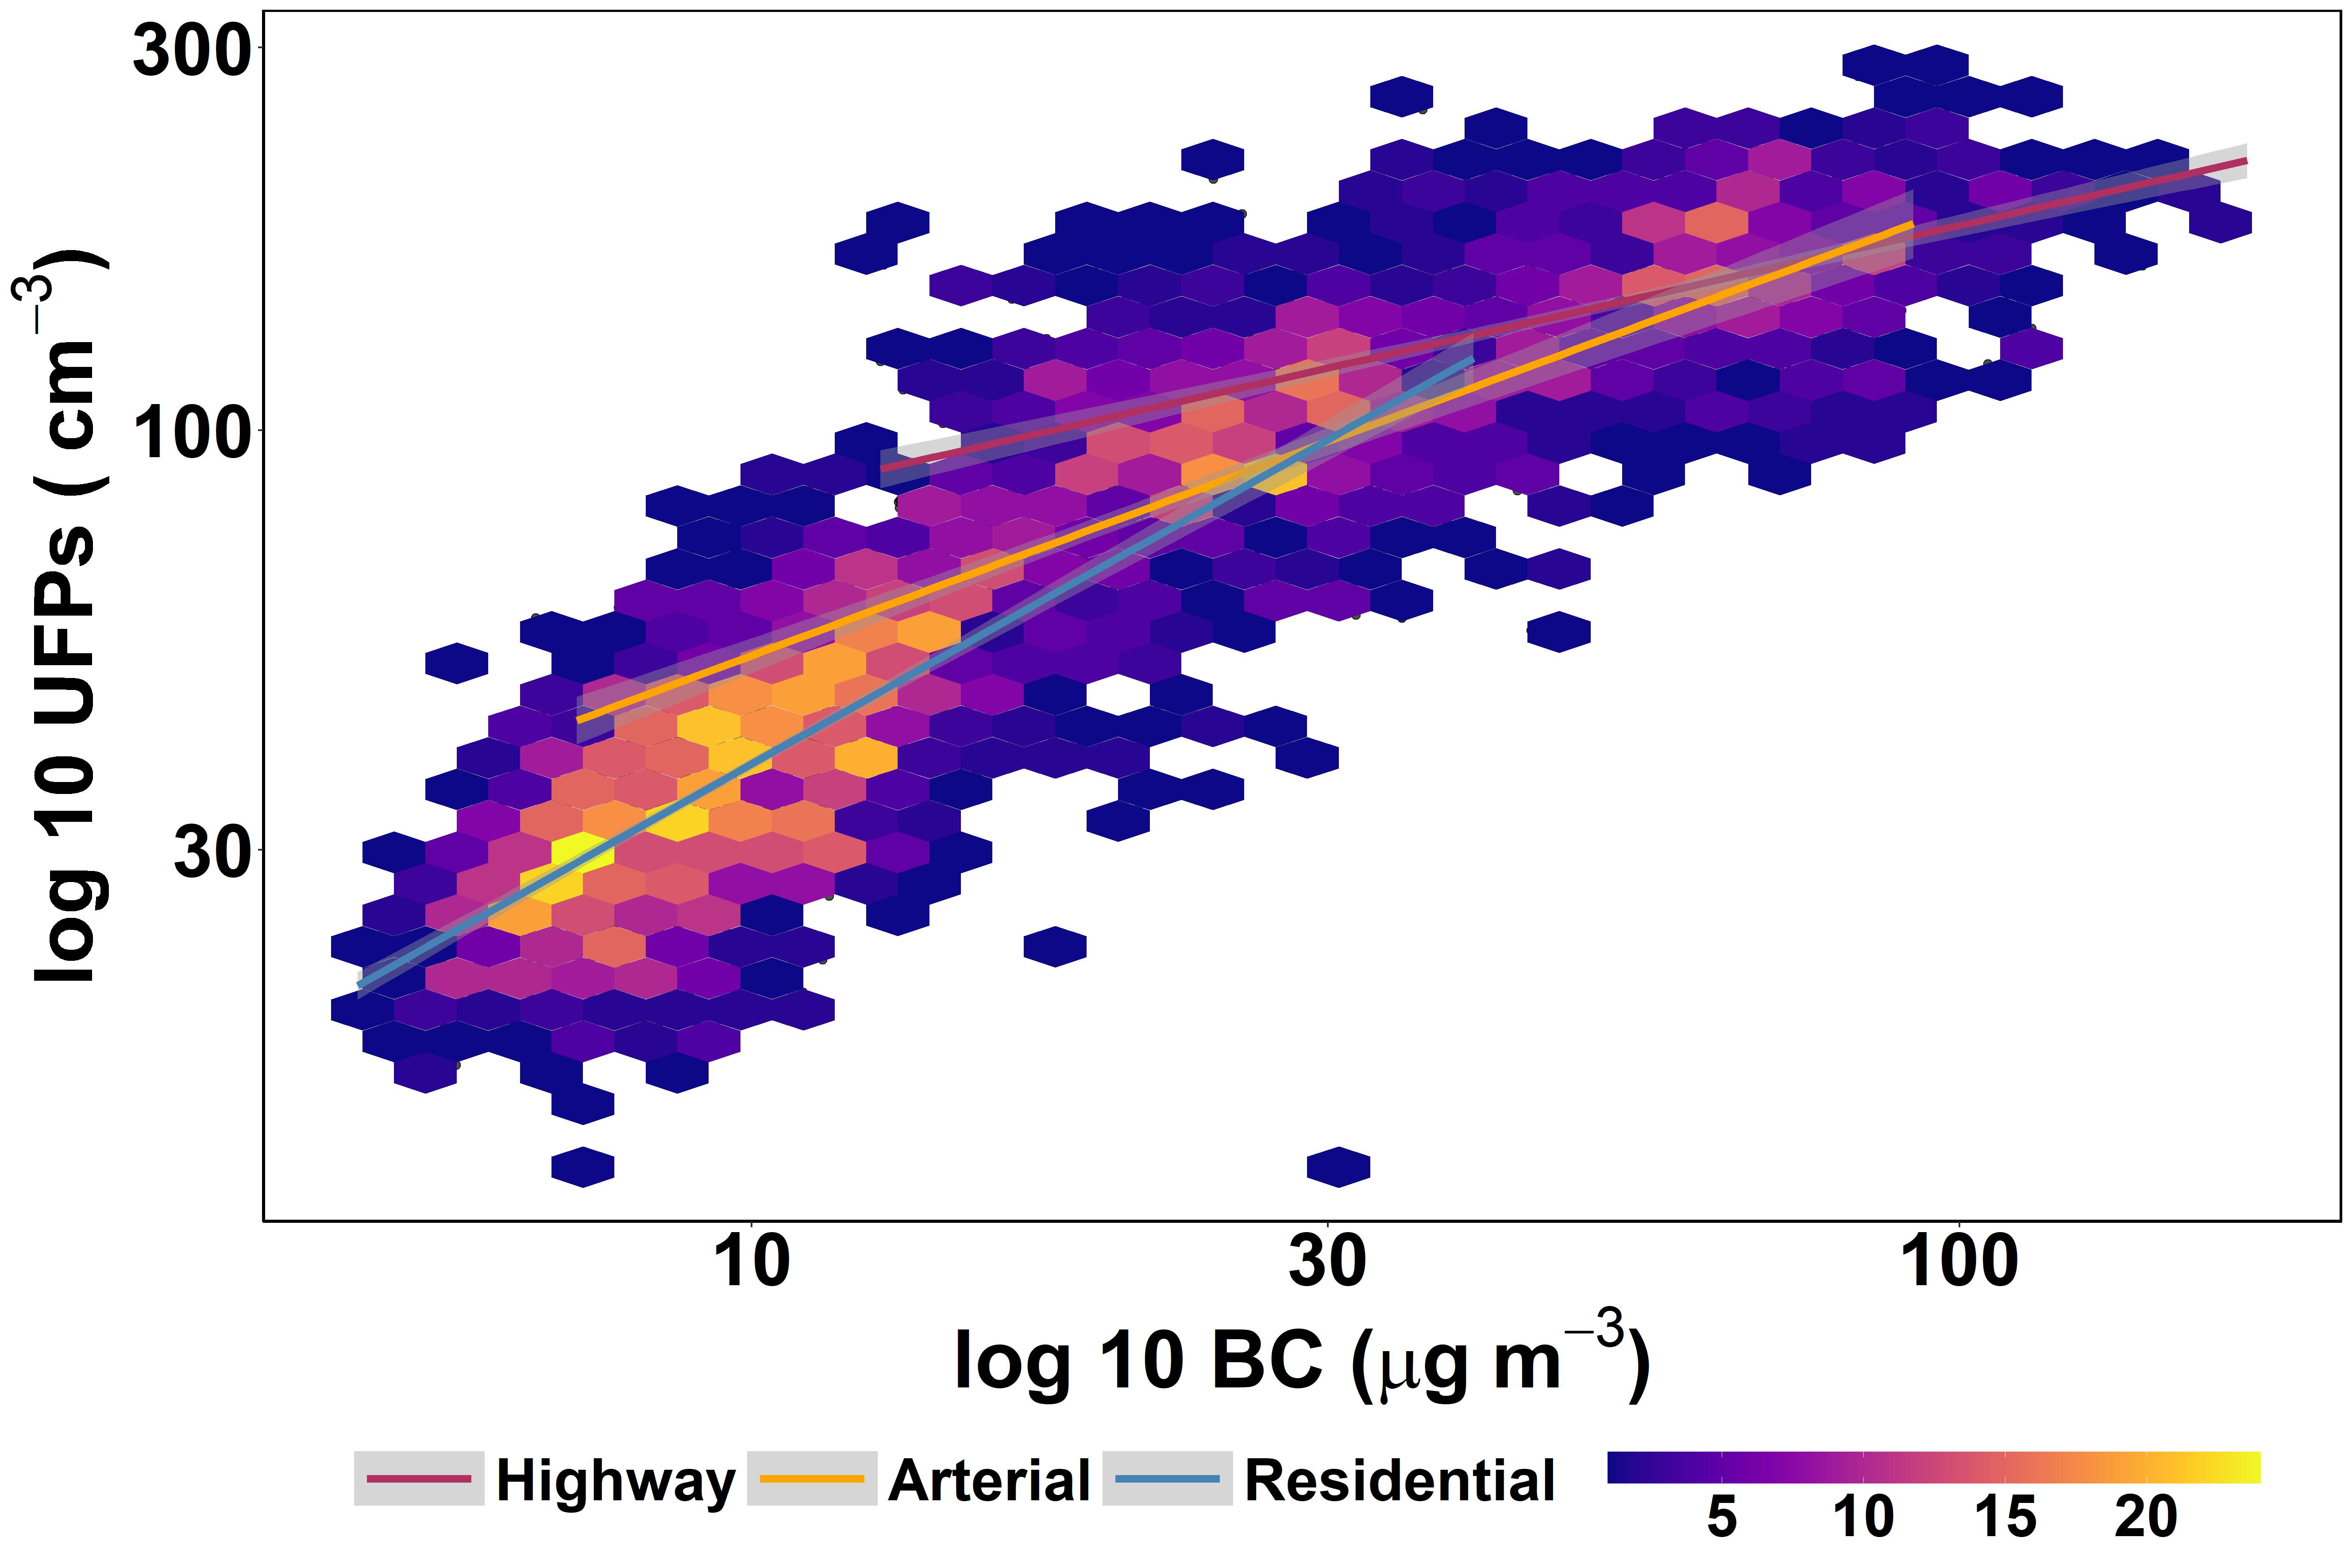 300
100
30
log 10 UFPs ( cm⁻³)
10 30 100
log 10 BC (μg m⁻³)
Highway Arterial Residential
5 10 15 20